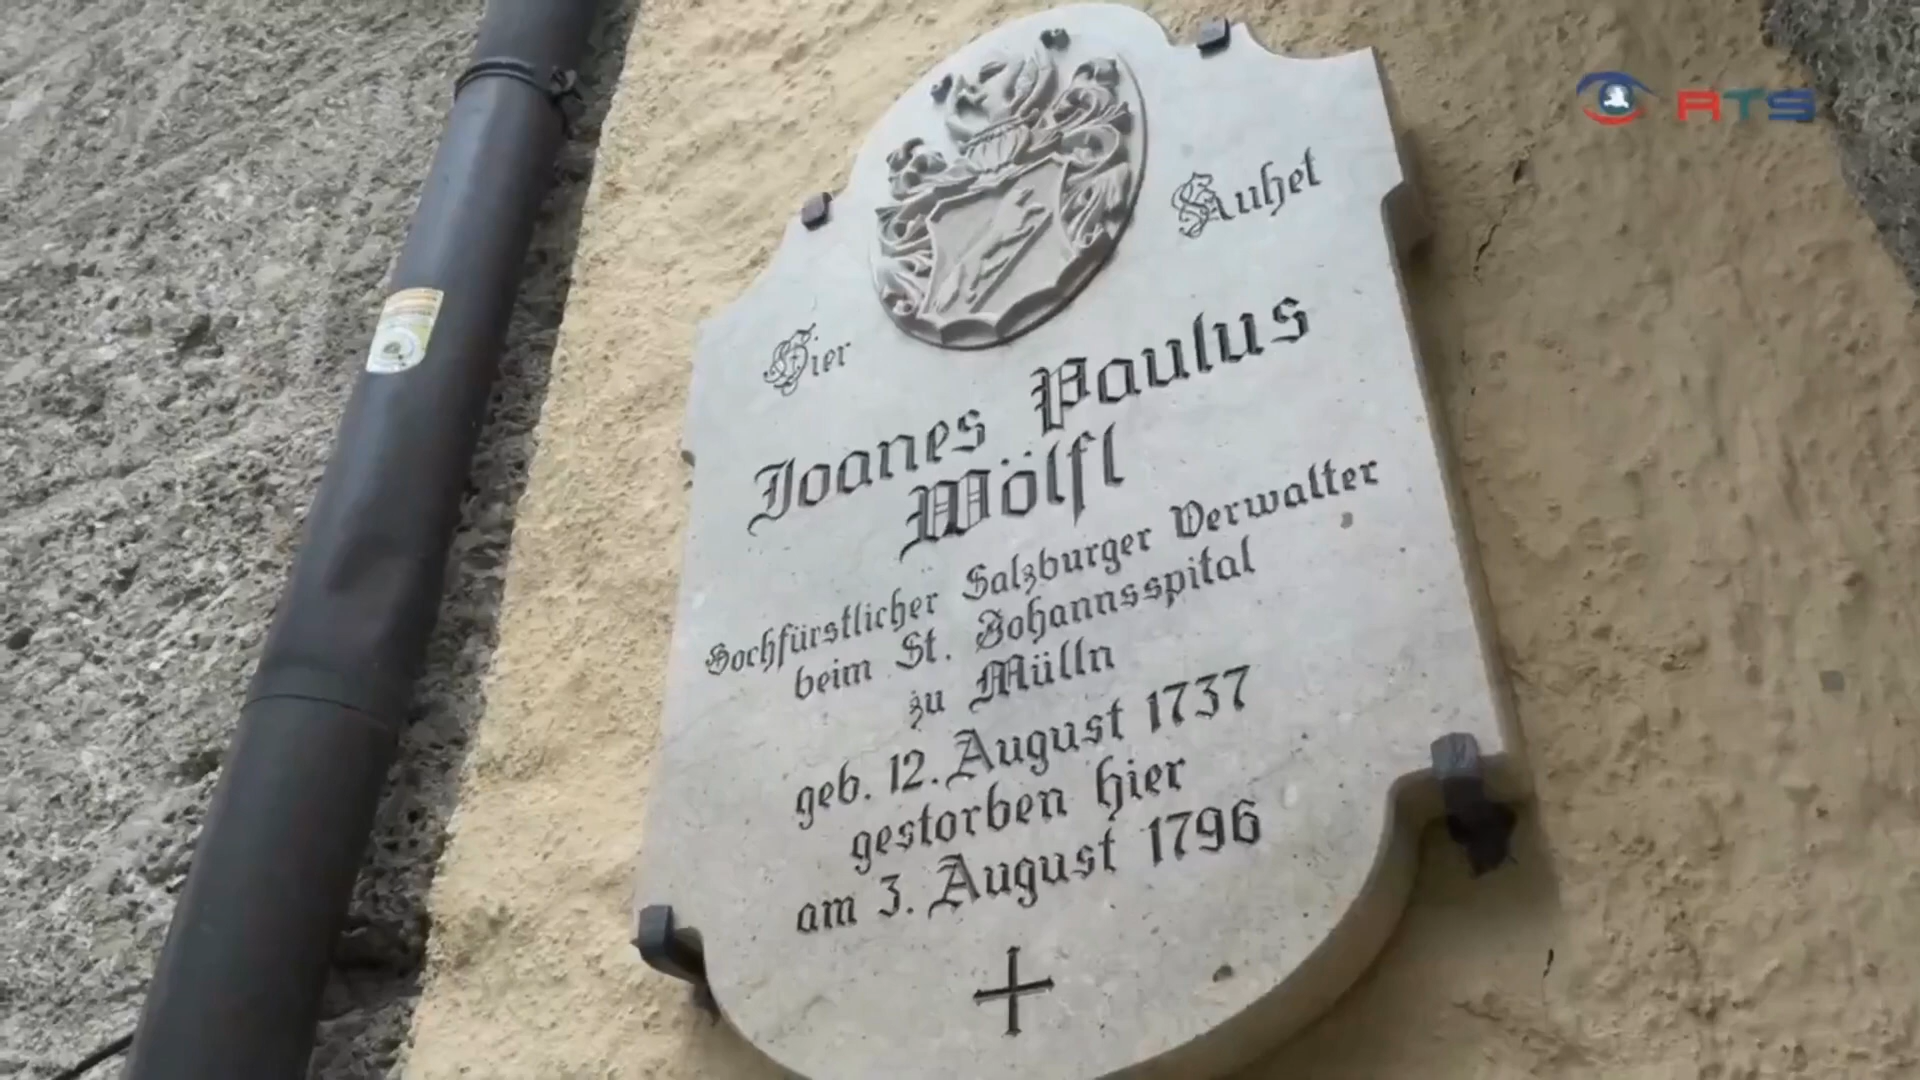 RTS
Hier Ruhet
Joanes Paulus
Wölfl
Hochfürstlicher Salzburger Verwalter
beim St. Johannsspital
zu Mülln
geb. 12. August 1737
gestorben hier
am 3. August 1796